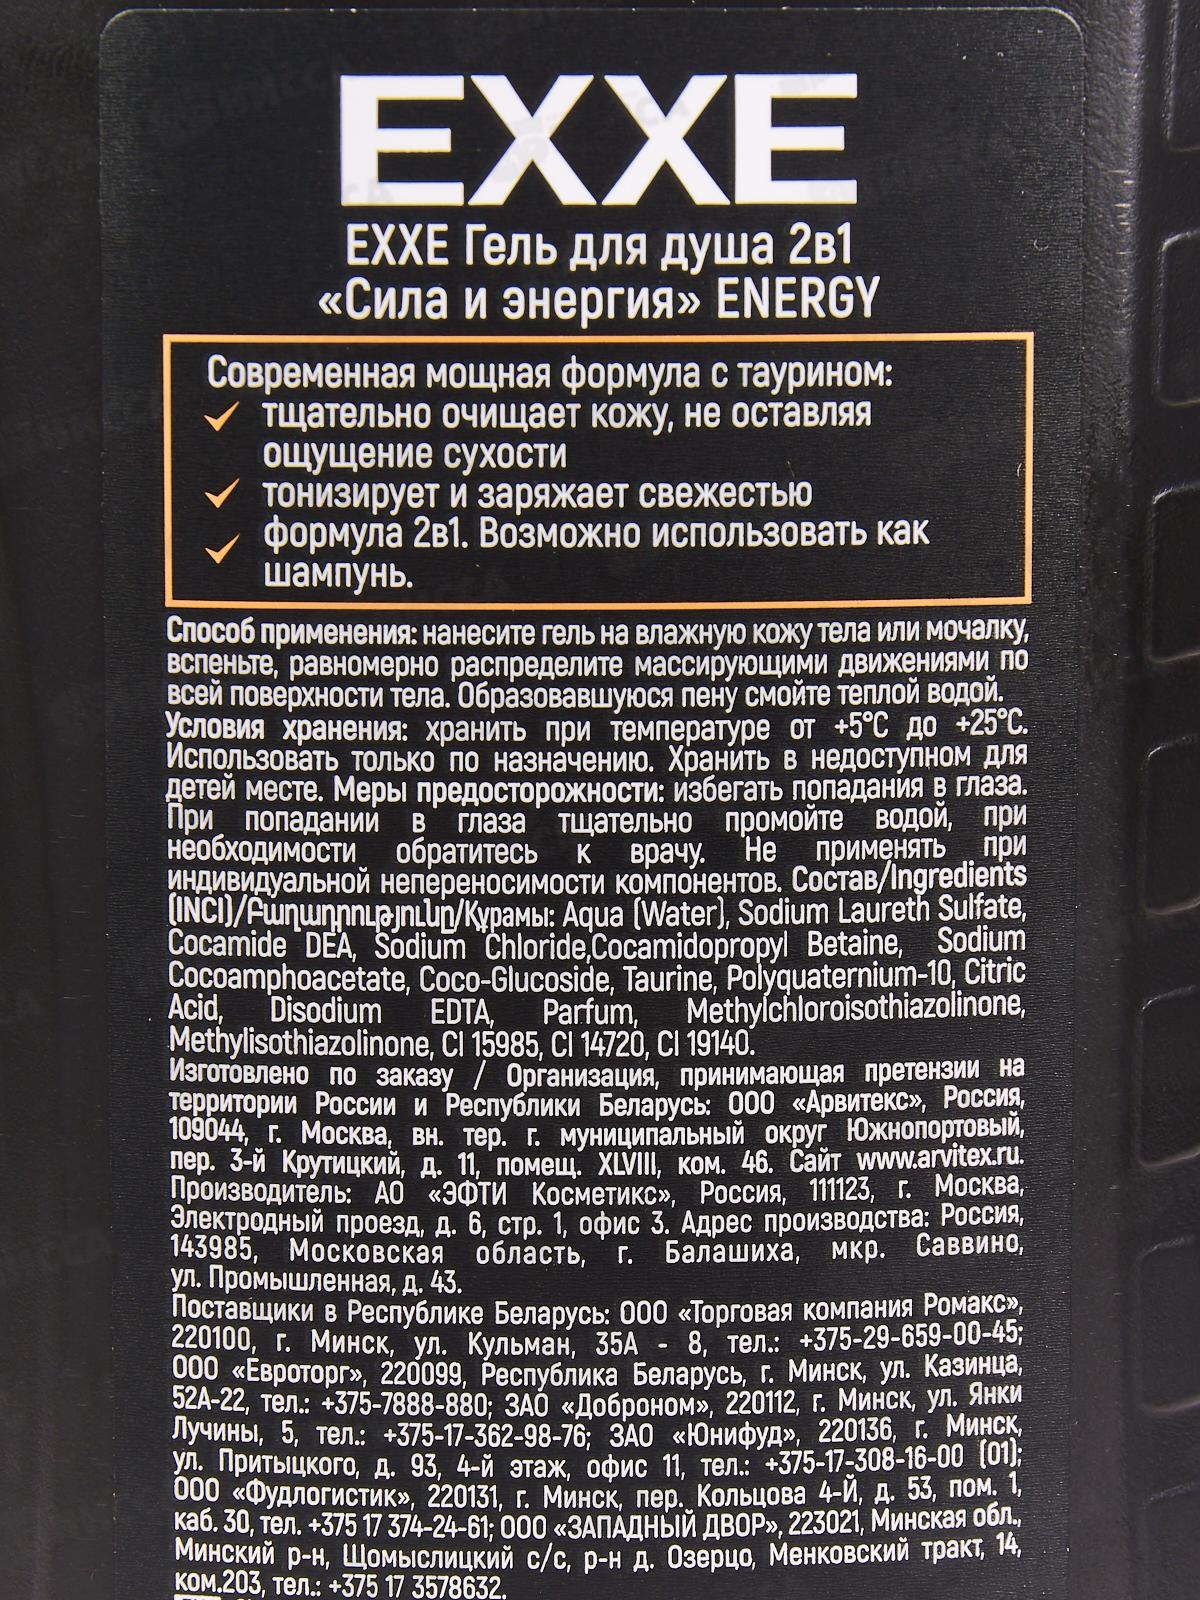 EXXE
EXXE Гель для душа 2в1
«Сила и энергия» ENERGY
Современная мощная формула с таурином:
тщательно очищает кожу, не оставляя
ощущение сухости
тонизирует и заряжает свежестью
формула 2в1. Возможно использовать как
шампунь.
Способ применения: нанесите гель на влажную кожу тела или мочалку,
вспеньте, равномерно распределите массирующими движениями по
всей поверхности тела. Образовавшуюся пену смойте теплой водой.
Условия хранения: хранить при температуре от +5°C до +25°C.
Использовать только по назначению. Хранить в недоступном для
детей месте. Меры предосторожности: избегать попадания в глаза.
При попадании в глаза тщательно промойте водой, при
необходимости обратитесь к врачу. Не применять при
индивидуальной непереносимости компонентов. Состав/Ingredients
(INCI)/Բաղադրությունը/Құрамы: Aqua (Water), Sodium Laureth Sulfate,
Cocamide DEA, Sodium Chloride,Cocamidopropyl Betaine, Sodium
Cocoamphoacetate, Coco-Glucoside, Taurine, Polyquaternium-10, Citric
Acid, Disodium EDTA, Parfum, Methylchloroisothiazolinone,
Methylisothiazolinone, CI 15985, CI 14720, CI 19140.
Изготовлено по заказу / Организация, принимающая претензии на
территории России и Республики Беларусь: ООО «Арвитекс», Россия,
109044, г. Москва, вн. тер. г. муниципальный округ Южнопортовый,
пер. 3-й Крутицкий, д. 11, помещ. XLVIII, ком. 46. Сайт www.arvitex.ru.
Производитель: АО «ЭФТИ Косметикс», Россия, 111123, г. Москва,
Электродный проезд, д. 6, стр. 1, офис 3. Адрес производства: Россия,
143985, Московская область, г. Балашиха, мкр. Саввино,
ул. Промышленная, д. 43.
Поставщики в Республике Беларусь: ООО «Торговая компания Ромакс»,
220100, г. Минск, ул. Кульман, 35А - 8, тел.: +375-29-659-00-45;
ООО «Евроторг», 220099, Республика Беларусь, г. Минск, ул. Казинца,
52А-22, тел.: +375-7888-880; ЗАО «Доброном», 220112, г. Минск, ул. Янки
Лучины, 5, тел.: +375-17-362-98-76; ЗАО «Юнифуд», 220136, г. Минск,
ул. Притыцкого, д. 93, 4-й этаж, офис 11, тел.: +375-17-308-16-00 (01);
ООО «Фудлогистик», 220131, г. Минск, пер. Кольцова 4-Й, д. 53, пом. 1,
каб. 30, тел. +375 17 374-24-61; ООО «ЗАПАДНЫЙ ДВОР», 223021, Минская обл.,
Минский р-н, Щомыслицкий с/с, р-н д. Озерцо, Менковский тракт, 14,
ком.203, тел.: +375 17 3578632.